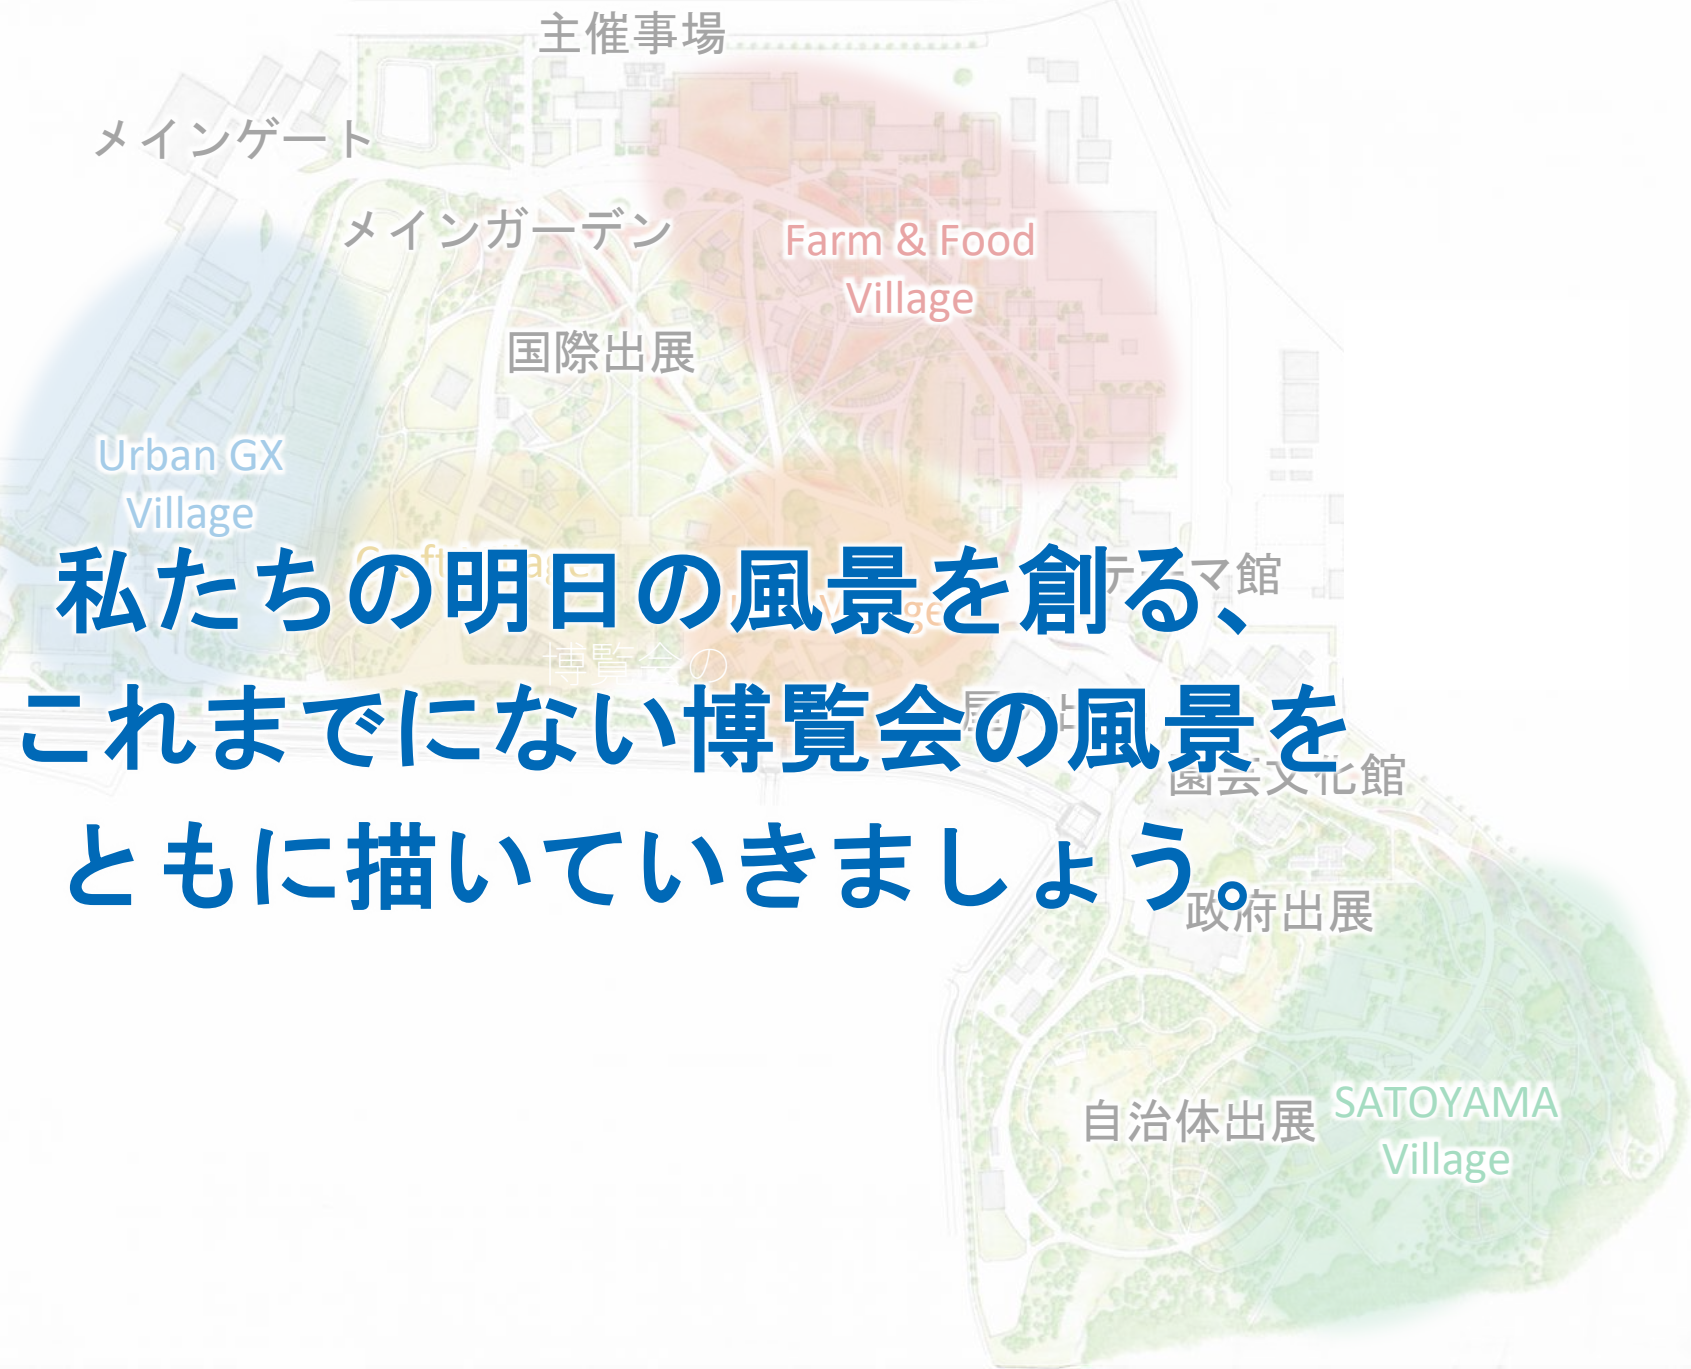 主催事場
メインゲート
メインガーデン
Farm & Food
Village
国際出展
Urban GX
Village
私たちの明日の風景を創る、
テーマ館
博覧会の
これまでにない博覧会の風景を
園芸文化館
ともに描いていきましょう。
政府出展
自治体出展
SATOYAMA
Village